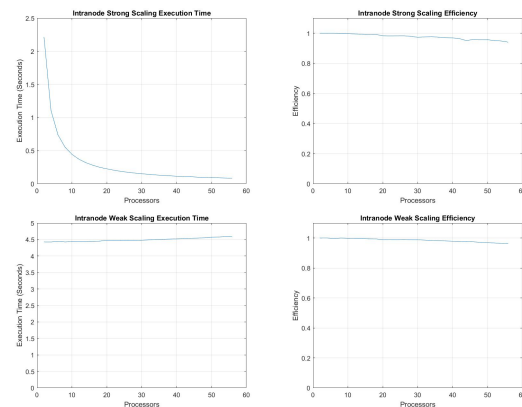 Intranode Strong Scaling Execution Time
2.5
2
1.5
1
0.5
0
0 10 20 30 40 50 60
Execution Time (Seconds)
Processors
Intranode Strong Scaling Efficiency
1
0.8
0.6
0.4
0.2
0
0 10 20 30 40 50 60
Efficiency
Processors
Intranode Weak Scaling Execution Time
5
4.5
4
3.5
3
2.5
2
1.5
1
0.5
0
0 10 20 30 40 50 60
Execution Time (Seconds)
Processors
Intranode Weak Scaling Efficiency
1
0.8
0.6
0.4
0.2
0
0 10 20 30 40 50 60
Efficiency
Processors